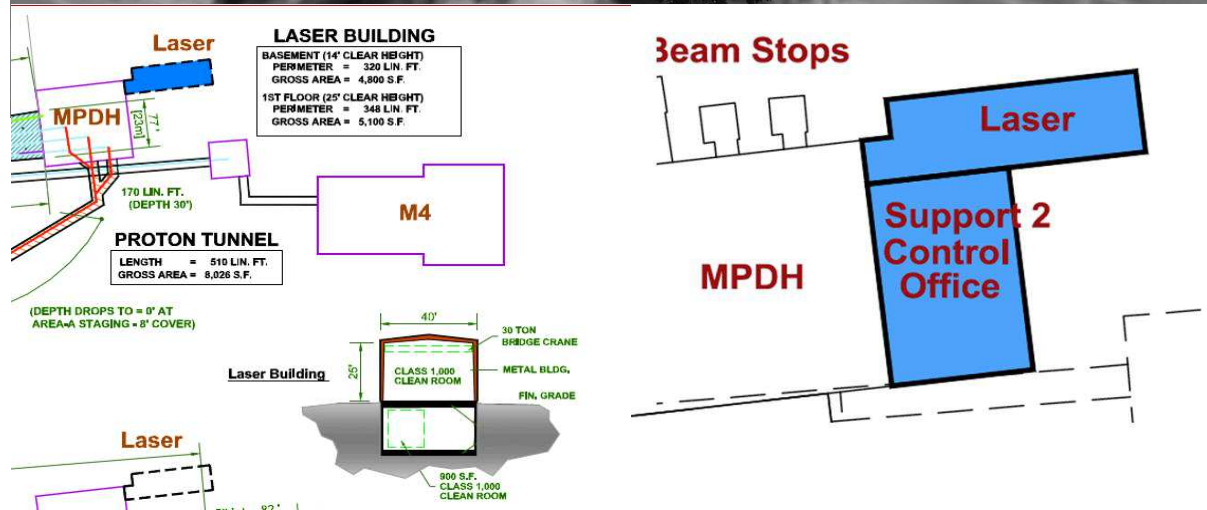 Laser
MPDH
77'
[23m]
LASER BUILDING
BASEMENT (14' CLEAR HEIGHT)
PERIMETER = 320 LIN. FT.
GROSS AREA = 4,800 S.F.
1ST FLOOR (25' CLEAR HEIGHT)
PERIMETER = 348 LIN. FT.
GROSS AREA = 5,100 S.F.
170 LIN. FT.
(DEPTH 30')
M4
PROTON TUNNEL
LENGTH = 510 LIN. FT.
GROSS AREA = 8,026 S.F.
(DEPTH DROPS TO = 0' AT
AREA-A STAGING = 8' COVER)
40'
30 TON
BRIDGE CRANE
25'
CLASS 1,000
CLEAN ROOM
METAL BLDG.
FIN. GRADE
Laser Building
900 S.F.
CLASS 1,000
CLEAN ROOM
Laser
82'
Beam Stops
Laser
Support 2
Control
Office
MPDH